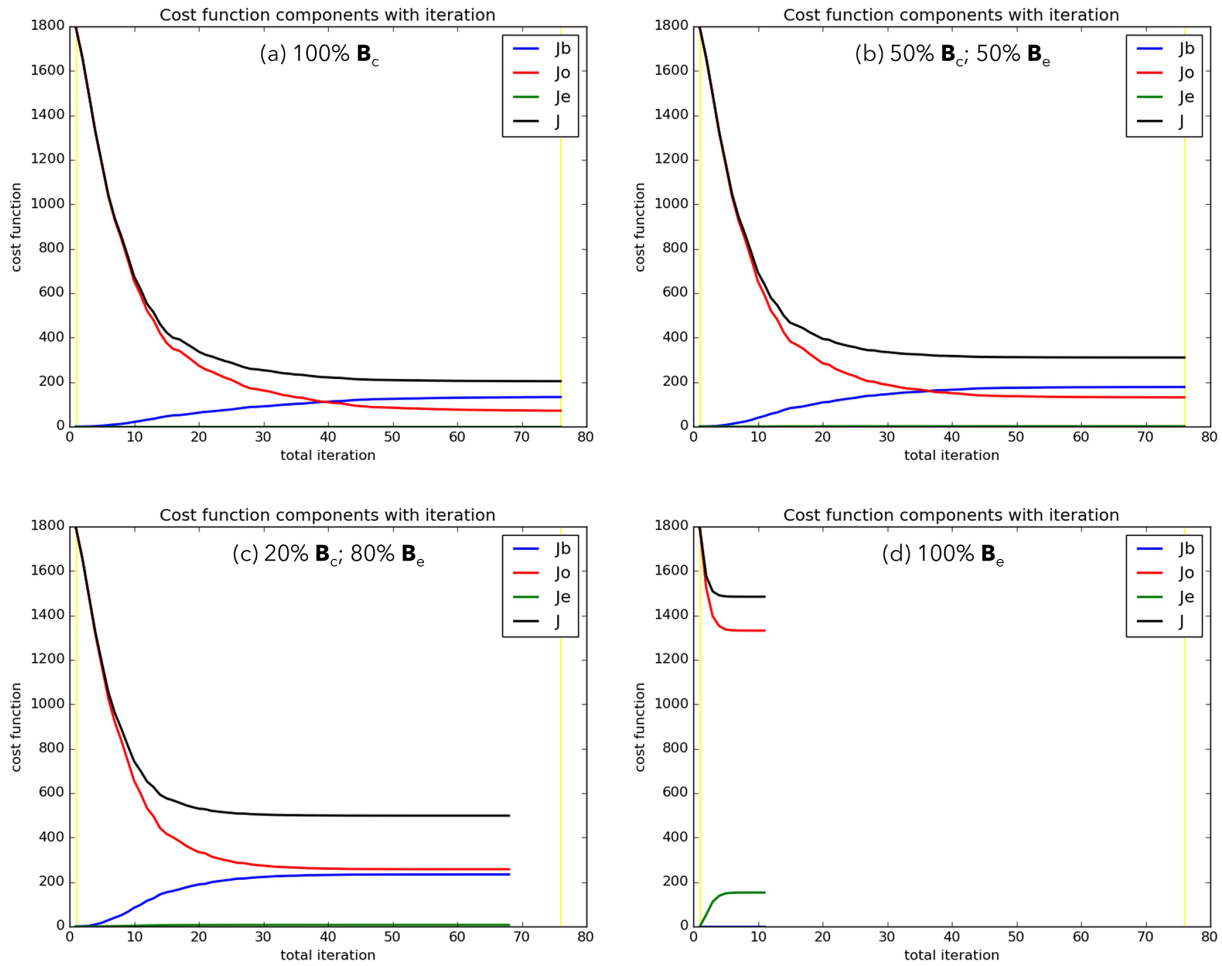 Cost function components with iteration
(a) 100% Bc
Jb
Jo
Je
J
cost function
1800
1600
1400
1200
1000
800
600
400
200
0
0 10 20 30 40 50 60 70 80
total iteration
Cost function components with iteration
(b) 50% Bc; 50% Be
Jb
Jo
Je
J
cost function
1800
1600
1400
1200
1000
800
600
400
200
0
0 10 20 30 40 50 60 70 80
total iteration
Cost function components with iteration
(c) 20% Bc; 80% Be
Jb
Jo
Je
J
cost function
1800
1600
1400
1200
1000
800
600
400
200
0
0 10 20 30 40 50 60 70 80
total iteration
Cost function components with iteration
(d) 100% Be
Jb
Jo
Je
J
cost function
1800
1600
1400
1200
1000
800
600
400
200
0
0 10 20 30 40 50 60 70 80
total iteration